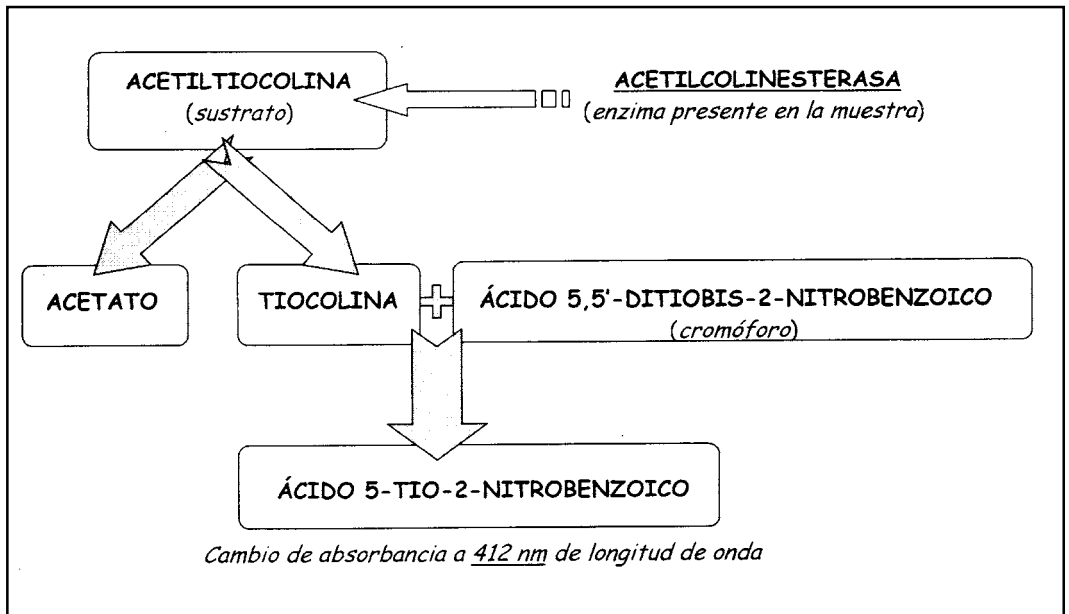 ACETILTIOCOLINA
(sustrato)
ACETILCOLINESTERASA
(enzima presente en la muestra)
ACETATO
TIOCOLINA
ÁCIDO 5,5'-DITIOBIS-2-NITROBENZOICO
(cromóforo)
ÁCIDO 5-TIO-2-NITROBENZOICO
Cambio de absorbancia a 412 nm de longitud de onda